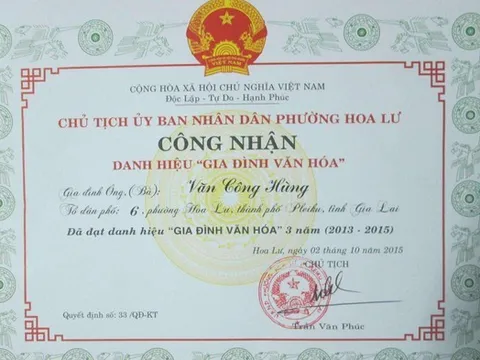 VIỆT NAM
CỘNG HÒA XÃ HỘI CHỦ NGHĨA VIỆT NAM
Độc Lập - Tự Do - Hạnh Phúc
CHỦ TỊCH ỦY BAN NHÂN DÂN PHƯỜNG HOA LƯ
CÔNG NHẬN
DANH HIỆU "GIA ĐÌNH VĂN HÓA"
Gia đình Ông, (Bà): Văn Công Hùng
Tổ dân phố: 6, phường Hoa Lư, thành phố Pleiku, tỉnh Gia Lai
Đã đạt danh hiệu "GIA ĐÌNH VĂN HÓA" 3 năm (2013 - 2015)
Hoa Lư, ngày 02 tháng 10 năm 2015
CHỦ TỊCH
Trần Văn Phúc
Quyết định số: 53 /QĐ-KT